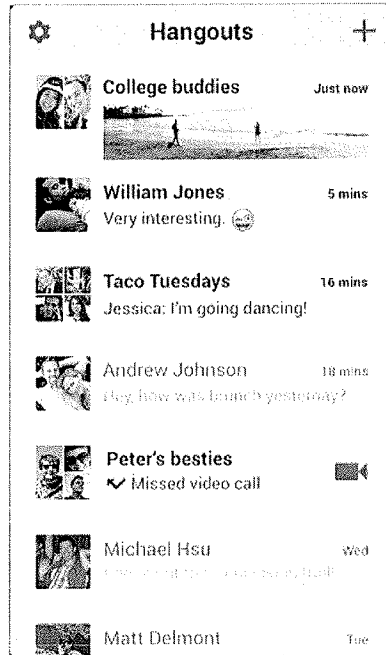 Hangouts
College buddies Just now
William Jones 5 mins
Very interesting.
Taco Tuesdays 16 mins
Jessica: I'm going dancing!
Andrew Johnson 18 mins
Hey, how was brunch yesterday?
Peter's besties
Missed video call
Michael Hsu Wed
Matt Delmont Tue